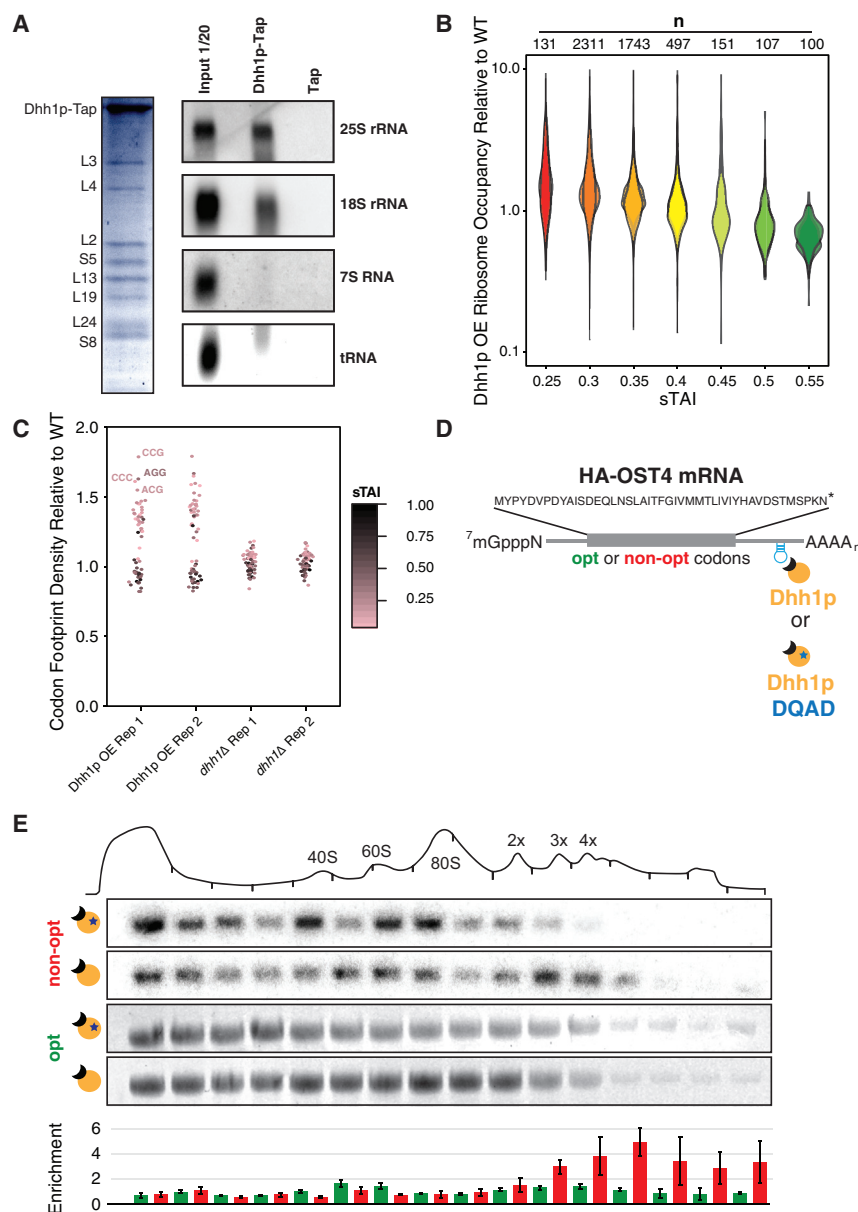 A
Input 1/20
Dhh1p-Tap
Tap
Dhh1p-Tap
L3
L4
L2
S5
L13
L19
L24
S8
25S rRNA
18S rRNA
7S RNA
tRNA
B
n
131 2311 1743 497 151 107 100
Dhh1p OE Ribosome Occupancy Relative to WT
10.0
1.0
0.1
0.25 0.3 0.35 0.4 0.45 0.5 0.55
sTAI
C
Codon Footprint Density Relative to WT
2.0
1.5
1.0
0.5
0.0
CCG
CCC
AGG
ACG
Dhh1p OE Rep 1
Dhh1p OE Rep 2
dhh1Δ Rep 1
dhh1Δ Rep 2
sTAI
1.00
0.75
0.50
0.25
D
HA-OST4 mRNA
MYPYDVPDYAISDEQLNSLAITFGIVMMTLIVIYHAVDSTMSPKN*
7mGpppN
AAAAn
opt or non-opt codons
Dhh1p
or
Dhh1p
DQAD
E
40S
60S
80S
2x
3x
4x
non-opt
opt
Enrichment
6
4
2
0